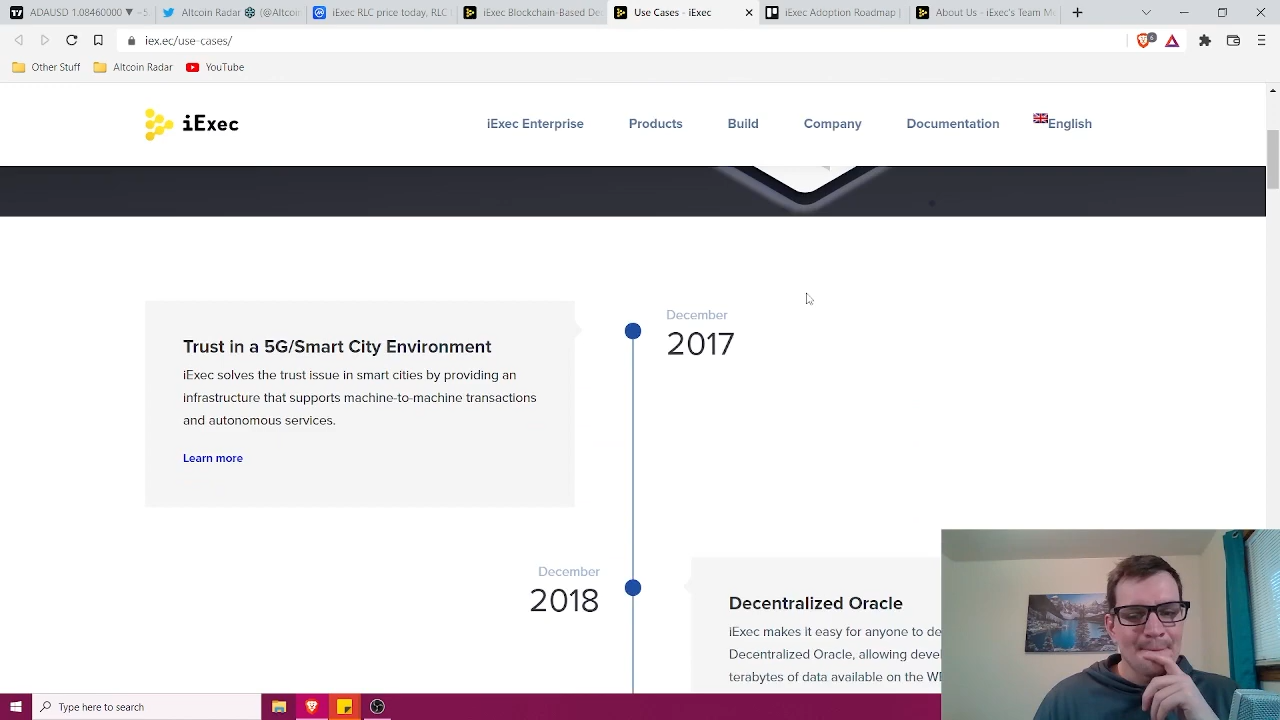 ADAUSD 1.08460000 ▼ −5
Altcoin
(@Altcoin
iExec RLC price today, RLC
iExec Blockchain-Based De
Use Cases - iExec
iExec Adoption Roadmap |
About Us – iExec's Team M
iex.ec/use-cases/
6
Other Stuff
Altcoin Radar
YouTube
iExec
iExec Enterprise
Products
Build
Company
Documentation
English
December
2017
Trust in a 5G/Smart City Environment
iExec solves the trust issue in smart cities by providing an
infrastructure that supports machine-to-machine transactions
and autonomous services.
Learn more
December
2018
Decentralized Oracle
iExec makes it easy for anyone to de
Decentralized Oracle, allowing deve
terabytes of data available on the
Type here to search